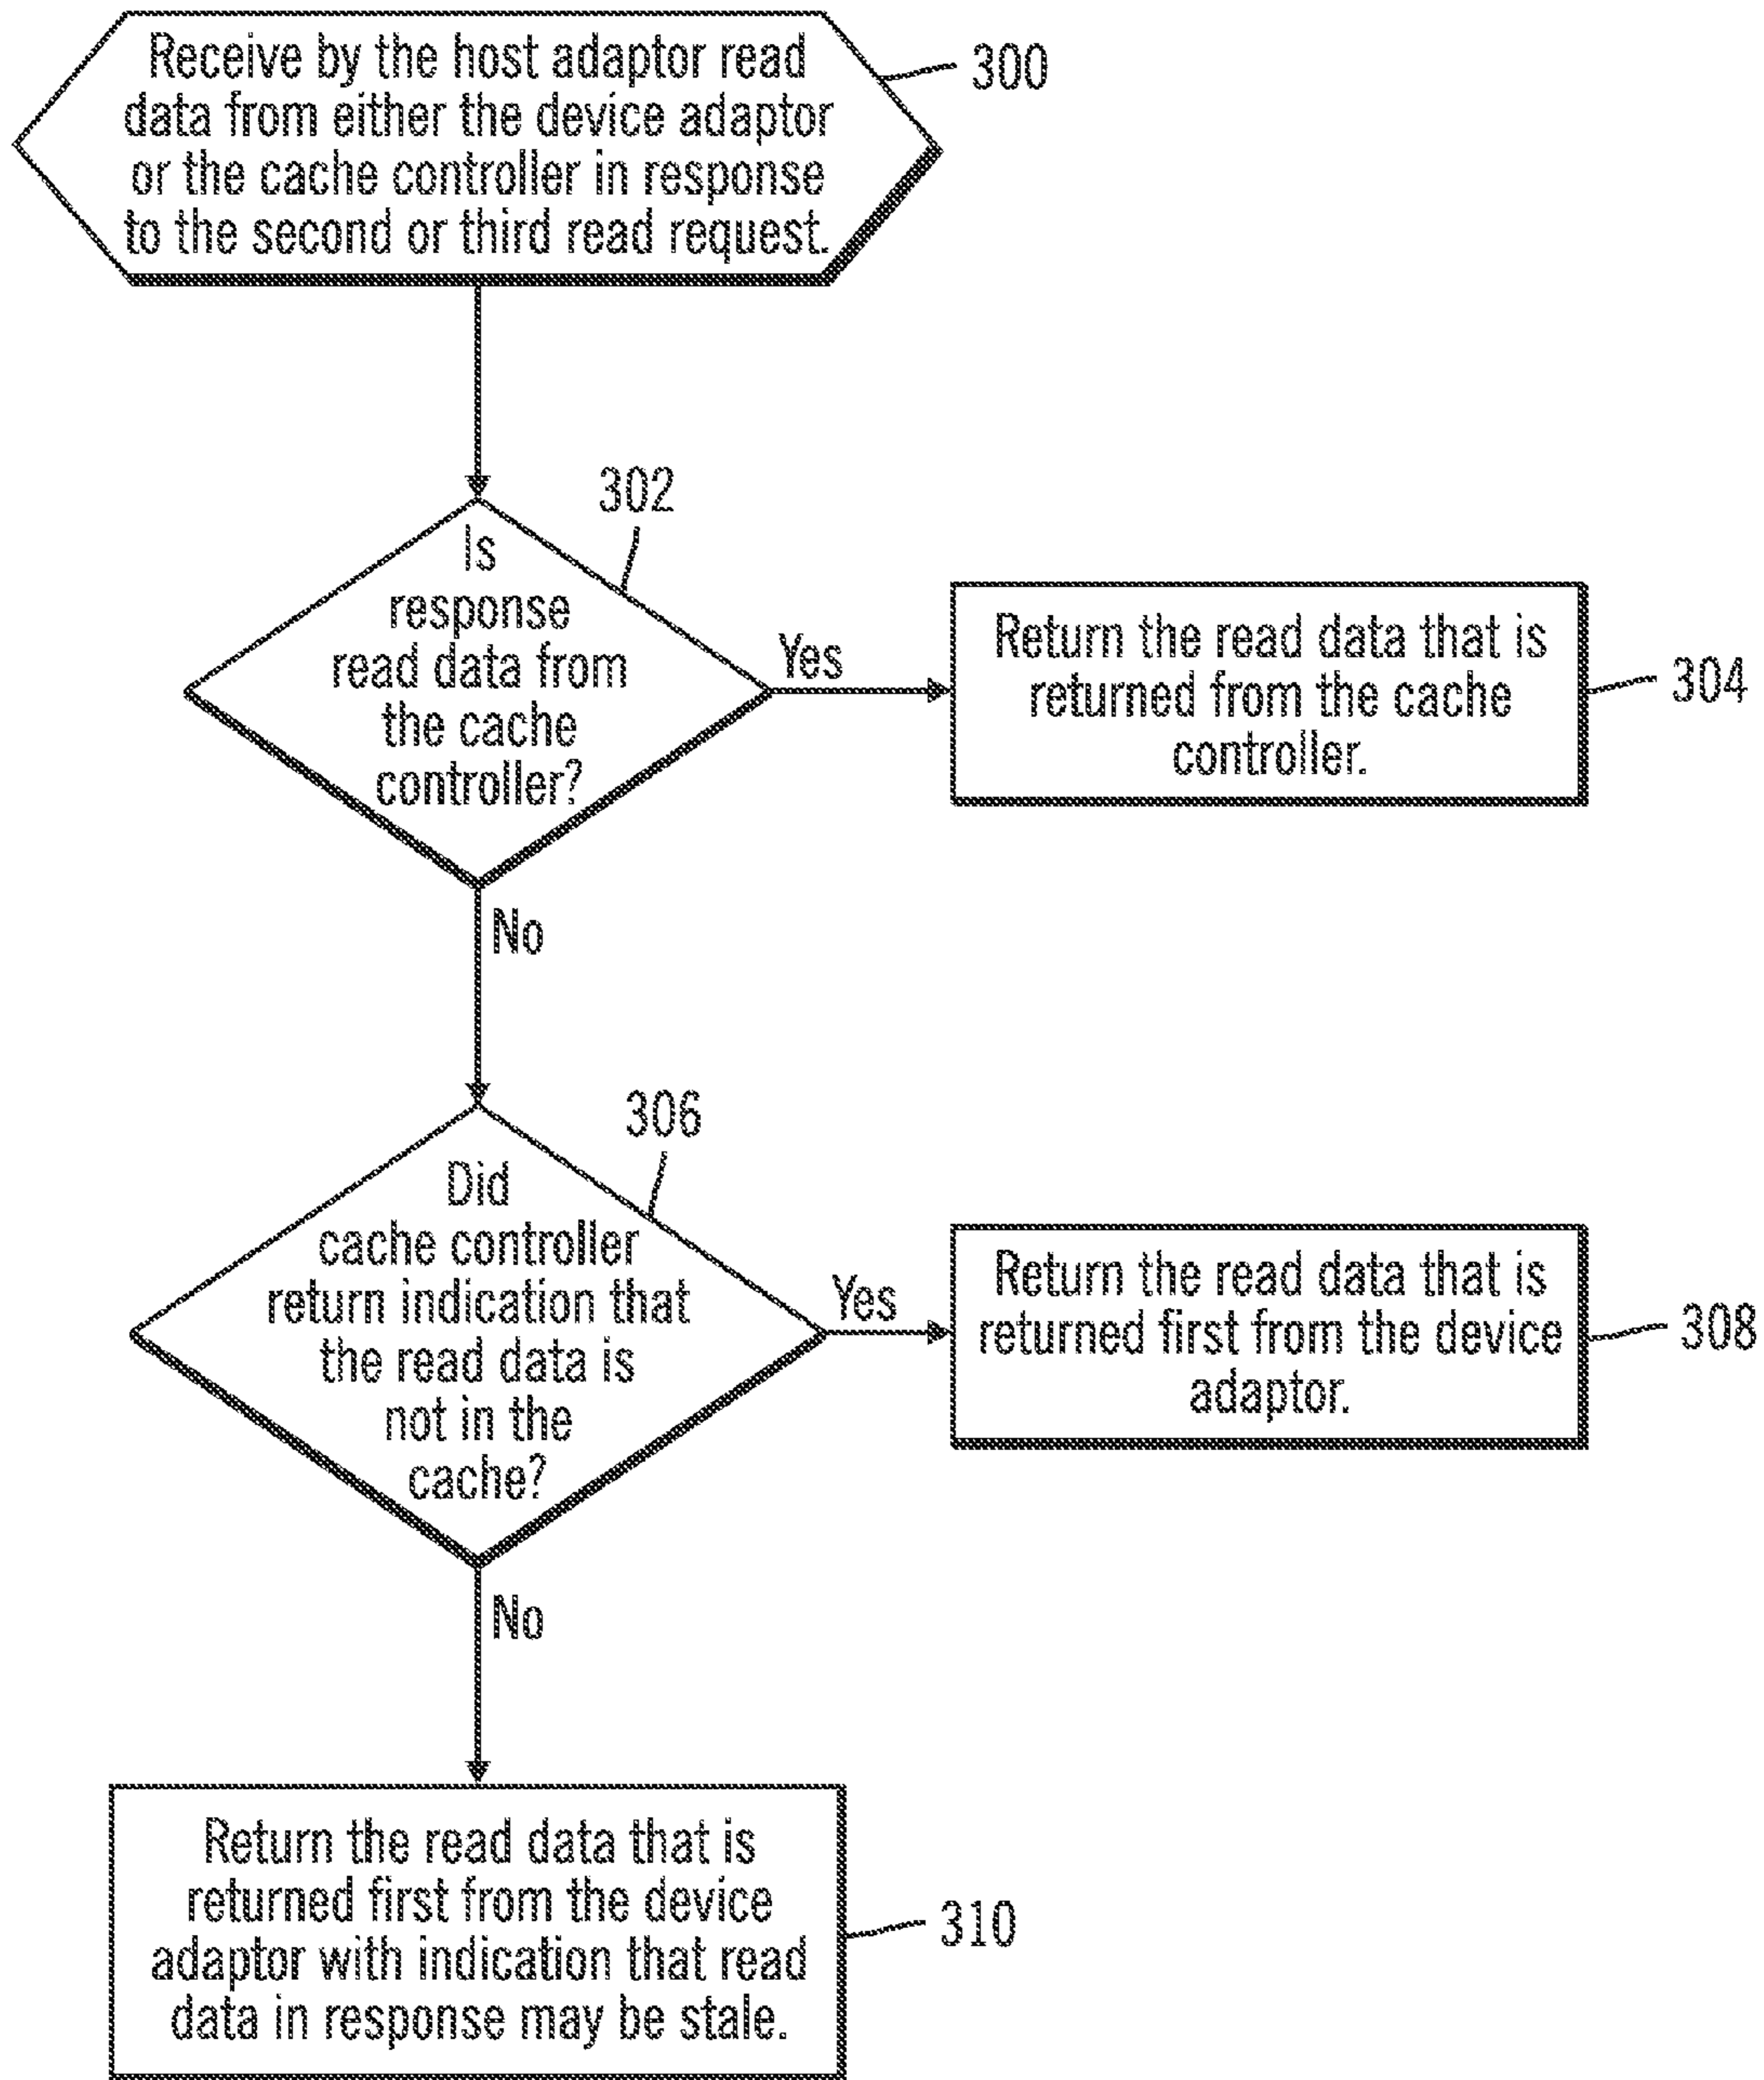 Receive by the host adaptor read
data from either the device adaptor
or the cache controller in response
to the second or third read request.
300
302
Is
response
read data from
the cache
controller?
Yes
Return the read data that is
returned from the cache
controller.
304
No
306
Did
cache controller
return indication that
the read data is
not in the
cache?
Yes
Return the read data that is
returned first from the device
adaptor.
308
No
Return the read data that is
returned first from the device
adaptor with indication that read
data in response may be stale.
310